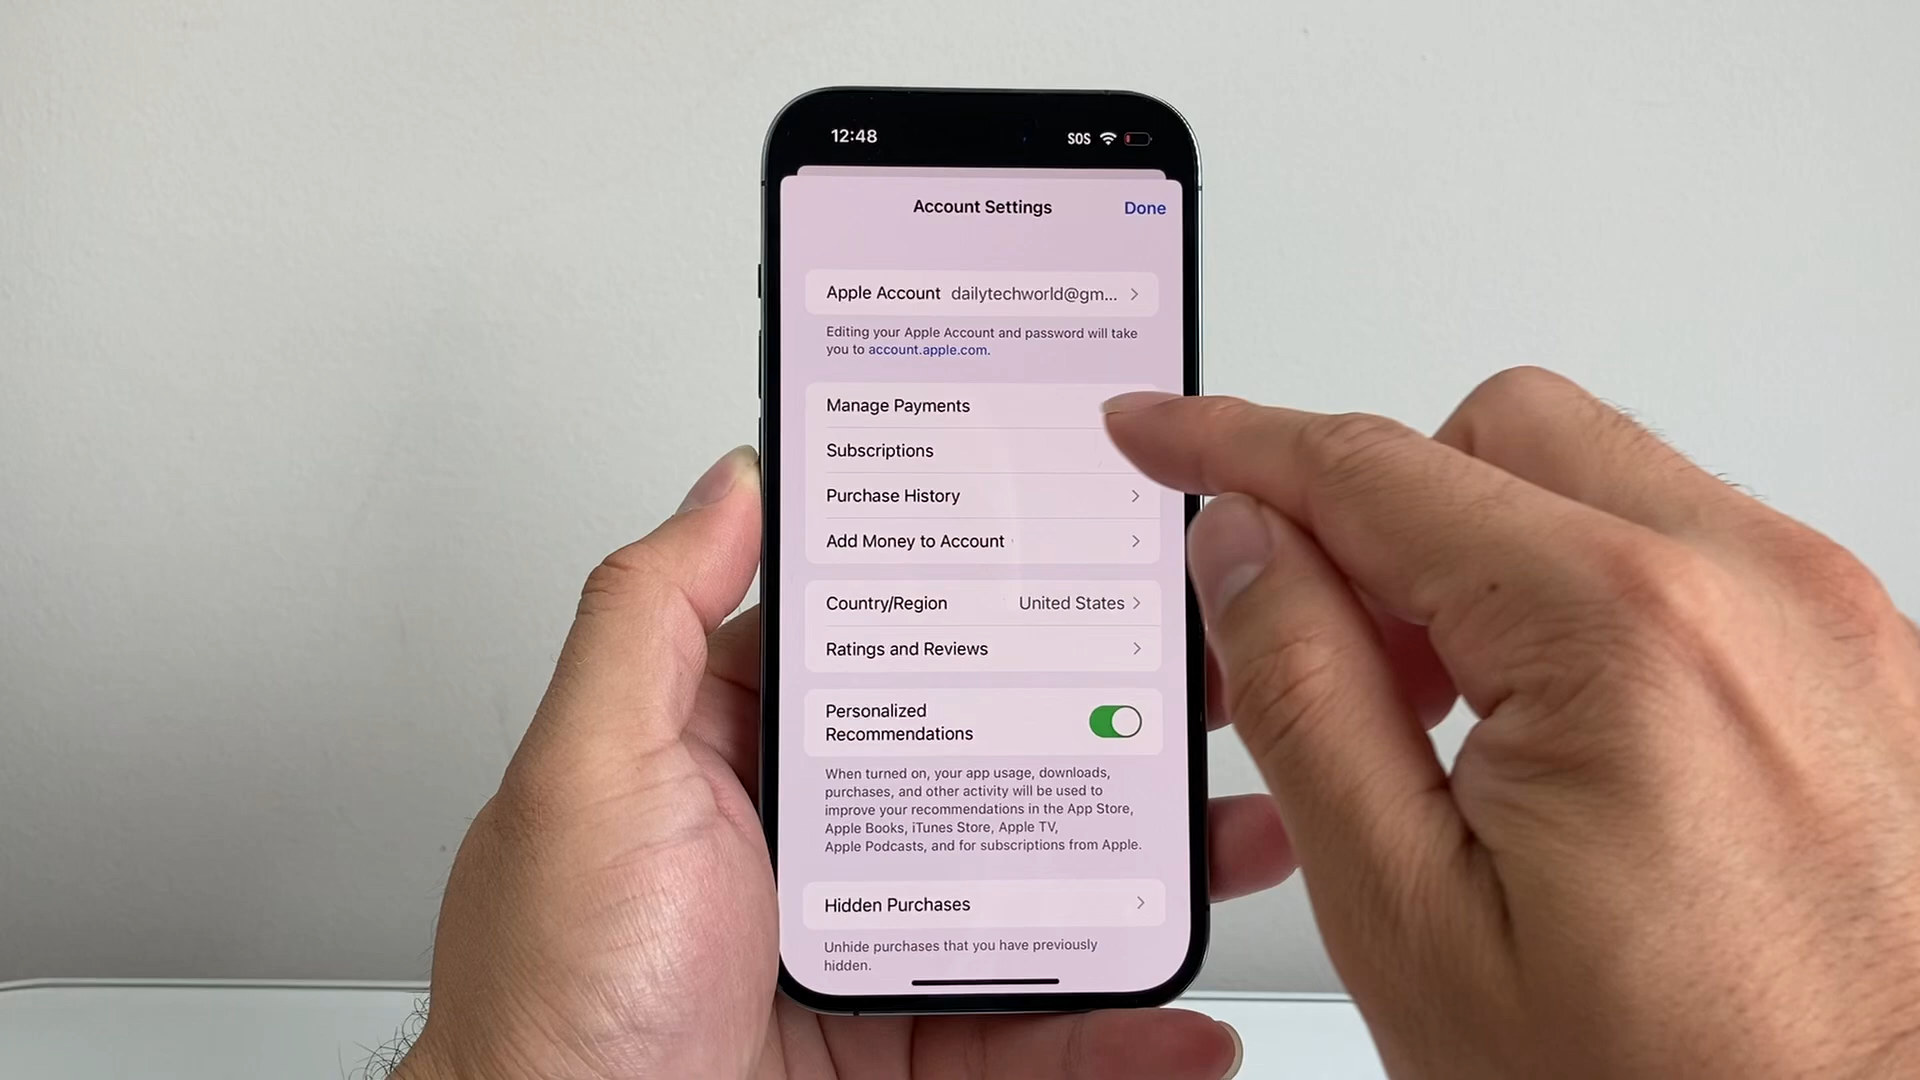 12:48 SOS
Account Settings Done
Apple Account dailytechworld@gm...
Editing your Apple Account and password will take
you to account.apple.com.
Manage Payments
Subscriptions
Purchase History
Add Money to Account
Country/Region United States
Ratings and Reviews
Personalized
Recommendations
When turned on, your app usage, downloads,
purchases, and other activity will be used to
improve your recommendations in the App Store,
Apple Books, iTunes Store, Apple TV,
Apple Podcasts, and for subscriptions from Apple.
Hidden Purchases
Unhide purchases that you have previously
hidden.